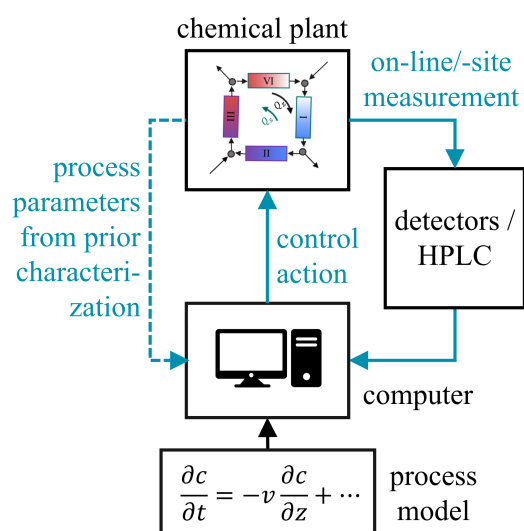 chemical plant
VI
I
II
III
Qs
on-line/-site
measurement
process
parameters
from prior
characteri-
zation
control
action
detectors /
HPLC
computer
∂c/∂t = −v ∂c/∂z + ⋯
process
model